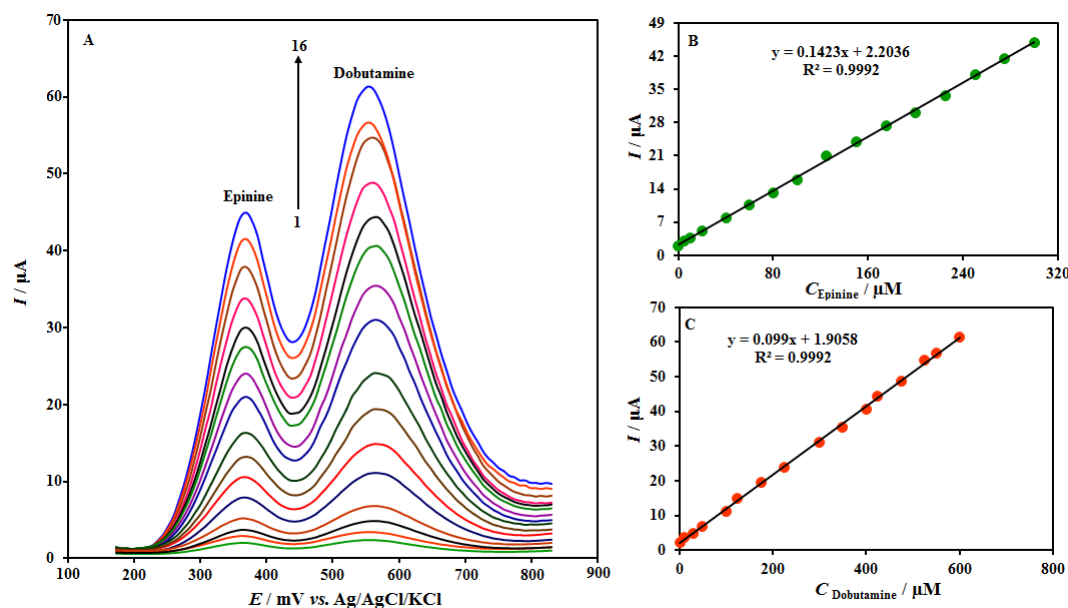 A
70
60
50
40
30
20
10
0
I / µA
16
1
Epinine
Dobutamine
100 200 300 400 500 600 700 800 900
E / mV vs. Ag/AgCl/KCl
B
y = 0.1423x + 2.2036
R² = 0.9992
49
42
35
28
21
14
7
0
I / µA
0 80 160 240 320
C Epinine / µM
C
y = 0.099x + 1.9058
R² = 0.9992
70
60
50
40
30
20
10
0
I / µA
0 200 400 600 800
C Dobutamine / µM